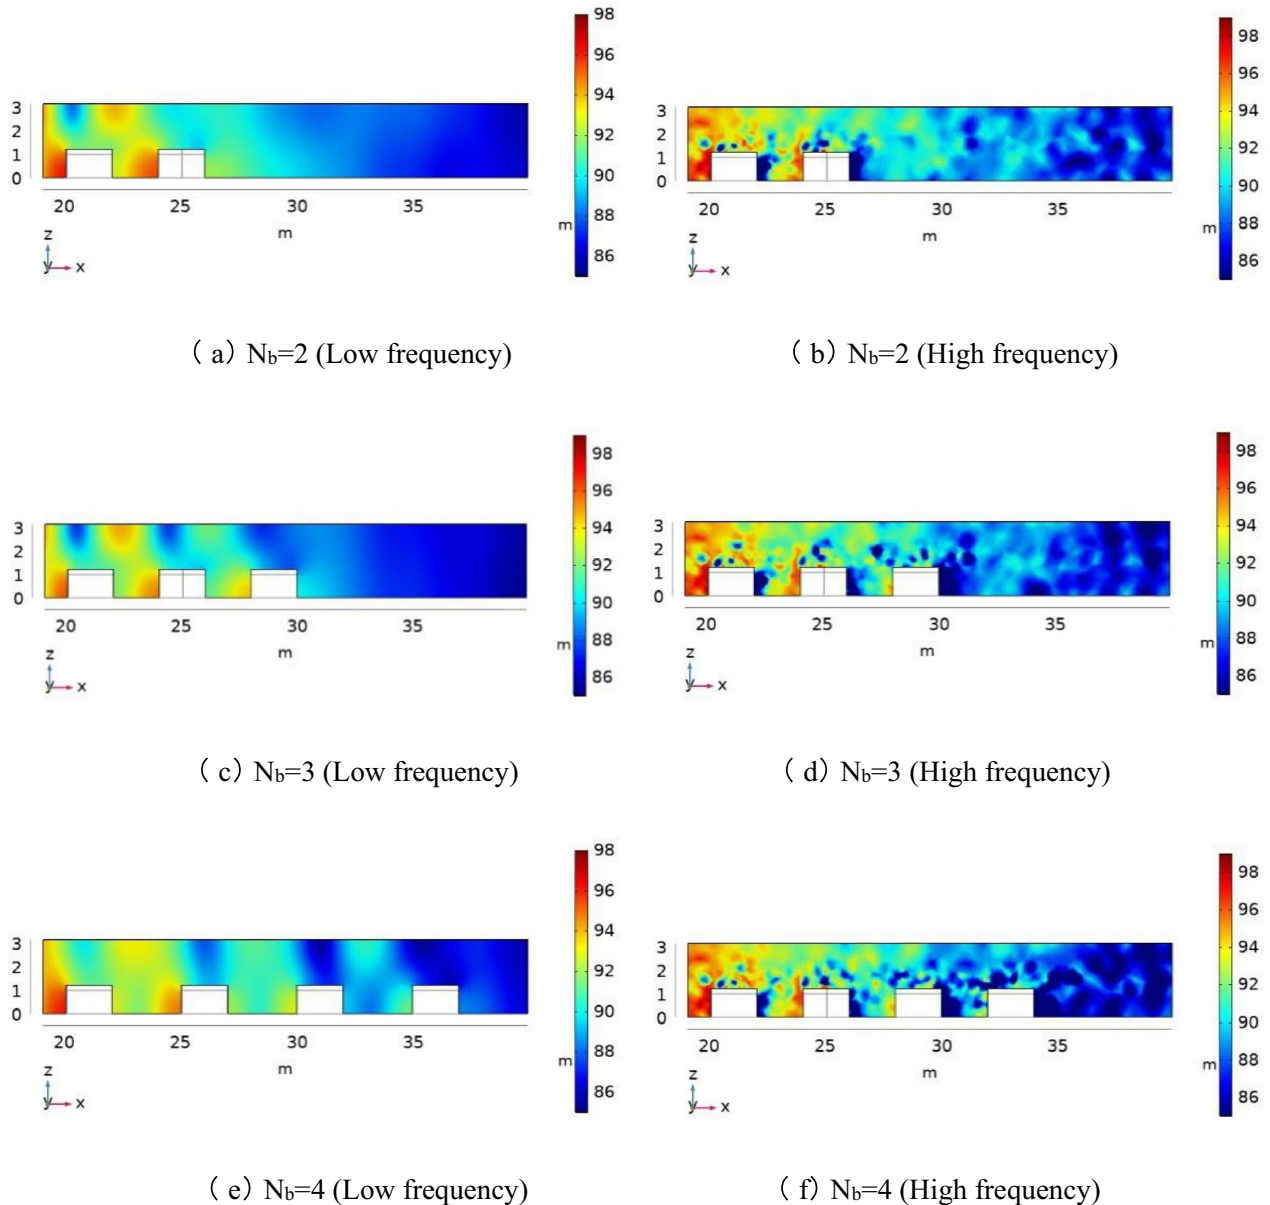 98
96
94
92
90
88
86
3
2
1
0
20 25 30 35
m
m
z
y x
(a) Nb=2 (Low frequency)
98
96
94
92
90
88
86
3
2
1
0
20 25 30 35
m
m
z
y x
(b) Nb=2 (High frequency)
98
96
94
92
90
88
86
3
2
1
0
20 25 30 35
m
m
z
y x
(c) Nb=3 (Low frequency)
98
96
94
92
90
88
86
3
2
1
0
20 25 30 35
m
m
z
y x
(d) Nb=3 (High frequency)
98
96
94
92
90
88
86
3
2
1
0
20 25 30 35
m
m
z
y x
(e) Nb=4 (Low frequency)
98
96
94
92
90
88
86
3
2
1
0
20 25 30 35
m
m
z
y x
(f) Nb=4 (High frequency)